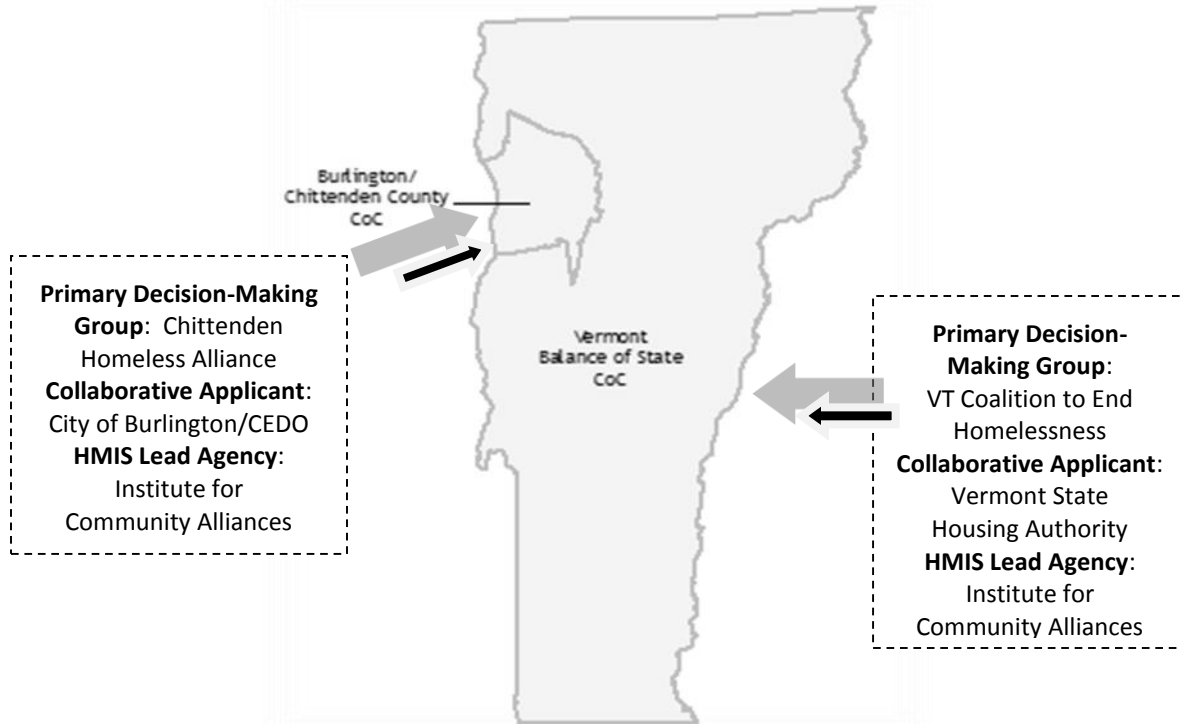 Burlington/
Chittenden County
CoC
Primary Decision-Making
Group: Chittenden
Homeless Alliance
Collaborative Applicant:
City of Burlington/CEDO
HMIS Lead Agency:
Institute for
Community Alliances
Vermont
Balance of State
CoC
Primary Decision-
Making Group:
VT Coalition to End
Homelessness
Collaborative Applicant:
Vermont State
Housing Authority
HMIS Lead Agency:
Institute for
Community Alliances